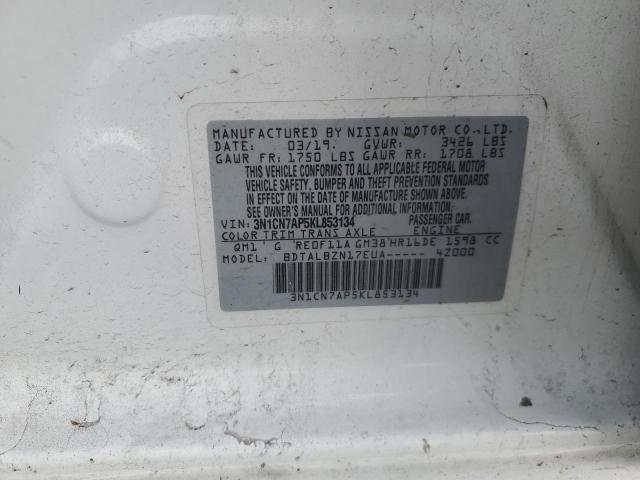 MANUFACTURED BY NISSAN MOTOR CO.,LTD.
DATE: 03/19. GVWR: 3426 LBS
GAWR FR: 1750 LBS GAWR RR: 1708 LBS
THIS VEHICLE CONFORMS TO ALL APPLICABLE FEDERAL MOTOR
VEHICLE SAFETY, BUMPER AND THEFT PREVENTION STANDARDS
IN EFFECT ON THE DATE OF MANUFACTURE SHOWN ABOVE.
SEE OWNER'S MANUAL FOR ADDITIONAL INFORMATION.
VIN: 3N1CN7AP5KL853134 PASSENGER CAR.
COLOR TRIM TRANS AXLE ENGINE
QM1 G RE0F11A GM38 HR16DE 1598 CC
MODEL: BDTALBZN17EUA----- 42000
3N1CN7AP5KL853134